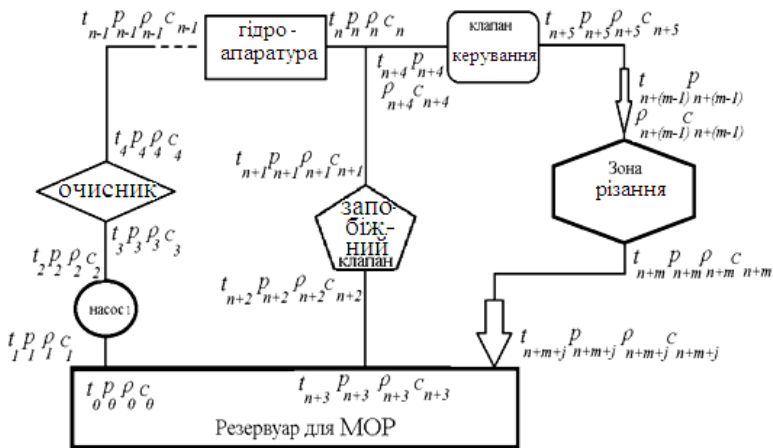 t n-1 p n-1 ρ n-1 c n-1
гідро-
апаратура
t n p n ρ n c n
клапан
керування
t n+5 p n+5 ρ n+5 c n+5
t n+4 p n+4
ρ n+4 c n+4
t n+(m-1) p n+(m-1)
ρ n+(m-1) c n+(m-1)
t 4 p 4 ρ 4 c 4
очисник
t 3 p 3 ρ 3 c 3
t n+1 p n+1 ρ n+1 c n+1
запо-
біж.-
ний
клапан
Зона
різання
t 2 p 2 ρ 2 c 2
насос 1
t 1 p 1 ρ 1 c 1
t n+2 p n+2 ρ n+2 c n+2
t n+m p n+m ρ n+m c n+m
t n+m+j p n+m+j ρ n+m+j c n+m+j
t 0 p 0 ρ 0 c 0
t n+3 p n+3 ρ n+3 c n+3
Резервуар для МОР